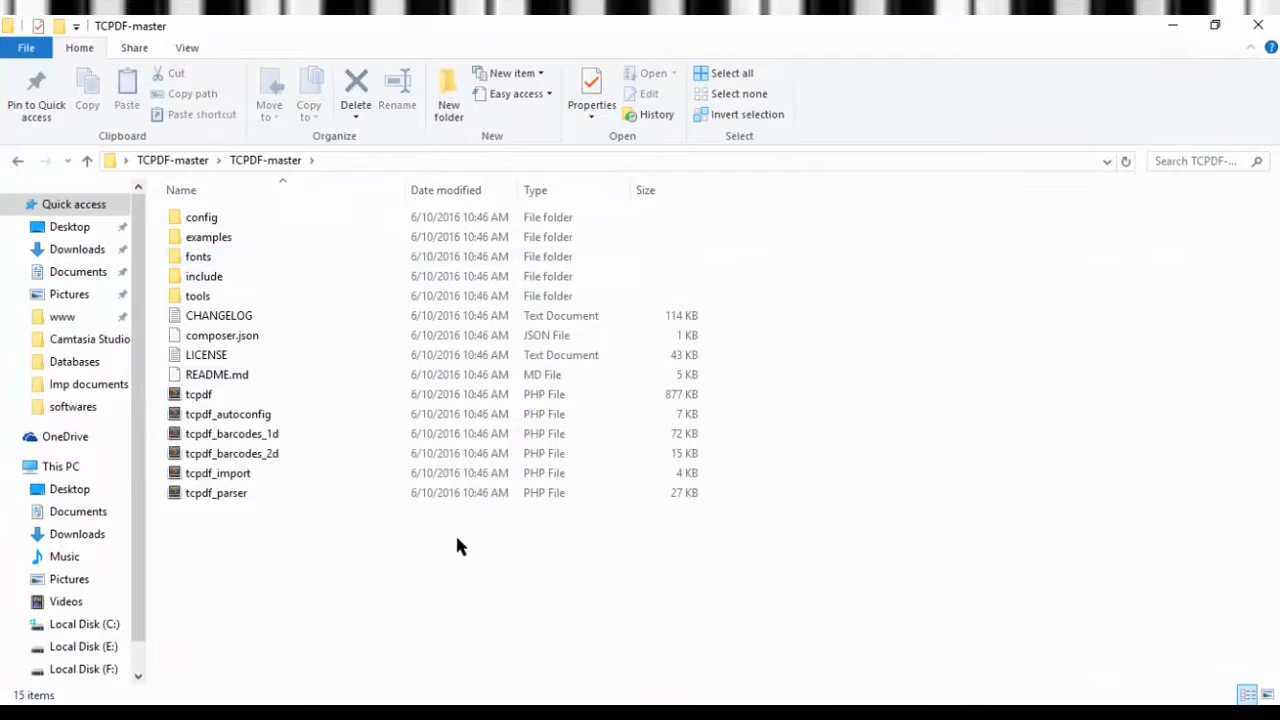 TCPDF-master
File Home Share View
Pin to Quick access
Copy
Paste
Cut
Copy path
Paste shortcut
Clipboard
Move to
Copy to
Delete
Rename
Organize
New folder
New item
Easy access
New
Properties
Open
Edit
History
Open
Select all
Select none
Invert selection
Select
TCPDF-master TCPDF-master
Search TCPDF-...
Quick access
Desktop
Downloads
Documents
Pictures
www
Camtasia Studio
Databases
Imp documents
softwares
OneDrive
This PC
Desktop
Documents
Downloads
Music
Pictures
Videos
Local Disk (C:)
Local Disk (E:)
Local Disk (F:)
Name Date modified Type Size
config 6/10/2016 10:46 AM File folder
examples 6/10/2016 10:46 AM File folder
fonts 6/10/2016 10:46 AM File folder
include 6/10/2016 10:46 AM File folder
tools 6/10/2016 10:46 AM File folder
CHANGELOG 6/10/2016 10:46 AM Text Document 114 KB
composer.json 6/10/2016 10:46 AM JSON File 1 KB
LICENSE 6/10/2016 10:46 AM Text Document 43 KB
README.md 6/10/2016 10:46 AM MD File 5 KB
tcpdf 6/10/2016 10:46 AM PHP File 877 KB
tcpdf_autoconfig 6/10/2016 10:46 AM PHP File 7 KB
tcpdf_barcodes_1d 6/10/2016 10:46 AM PHP File 72 KB
tcpdf_barcodes_2d 6/10/2016 10:46 AM PHP File 15 KB
tcpdf_import 6/10/2016 10:46 AM PHP File 4 KB
tcpdf_parser 6/10/2016 10:46 AM PHP File 27 KB
15 items